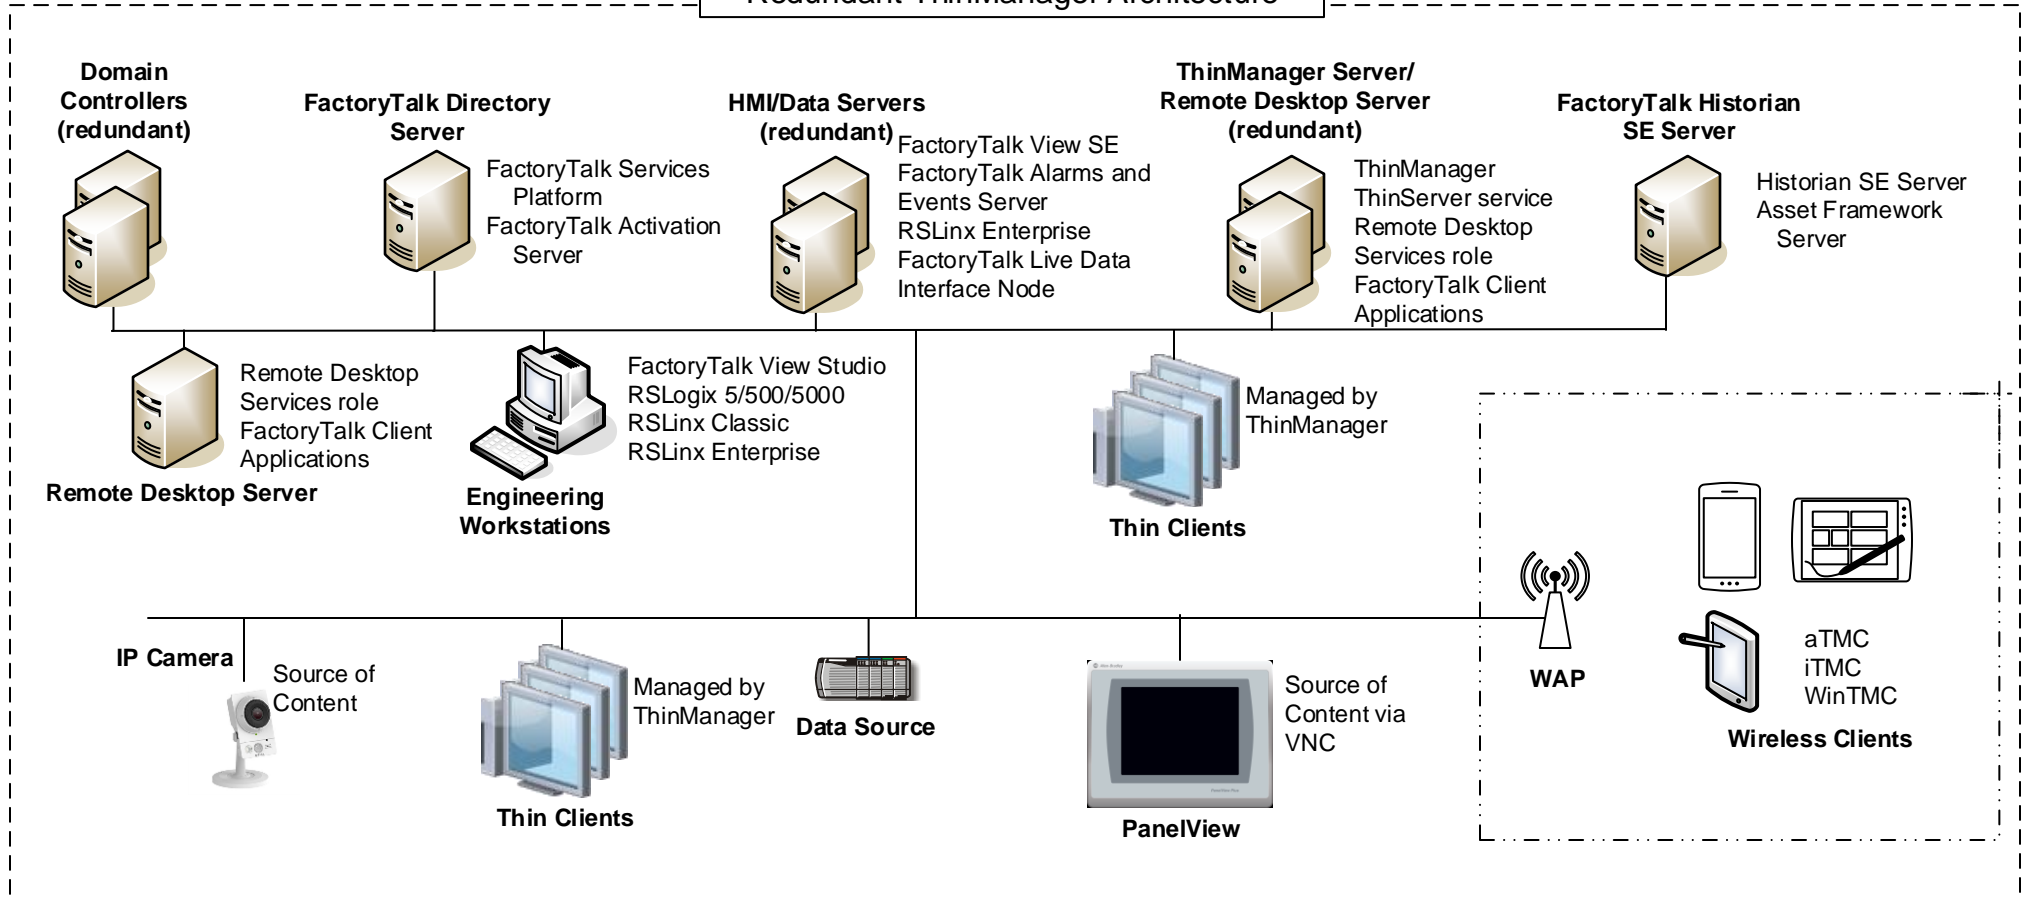 Redundant ThinManager Architecture
Domain
Controllers
(redundant)
FactoryTalk Directory
Server
FactoryTalk Services
Platform
FactoryTalk Activation
Server
HMI/Data Servers
(redundant)
FactoryTalk View SE
FactoryTalk Alarms and
Events Server
RSLinx Enterprise
FactoryTalk Live Data
Interface Node
ThinManager Server/
Remote Desktop Server
(redundant)
ThinManager
ThinServer service
Remote Desktop
Services role
FactoryTalk Client
Applications
FactoryTalk Historian
SE Server
Historian SE Server
Asset Framework
Server
Remote Desktop
Services role
FactoryTalk Client
Applications
Remote Desktop Server
FactoryTalk View Studio
RSLogix 5/500/5000
RSLinx Classic
RSLinx Enterprise
Engineering
Workstations
Managed by
ThinManager
Thin Clients
IP Camera
Source of
Content
Managed by
ThinManager
Thin Clients
Data Source
Source of
Content via
VNC
PanelView
WAP
aTMC
iTMC
WinTMC
Wireless Clients